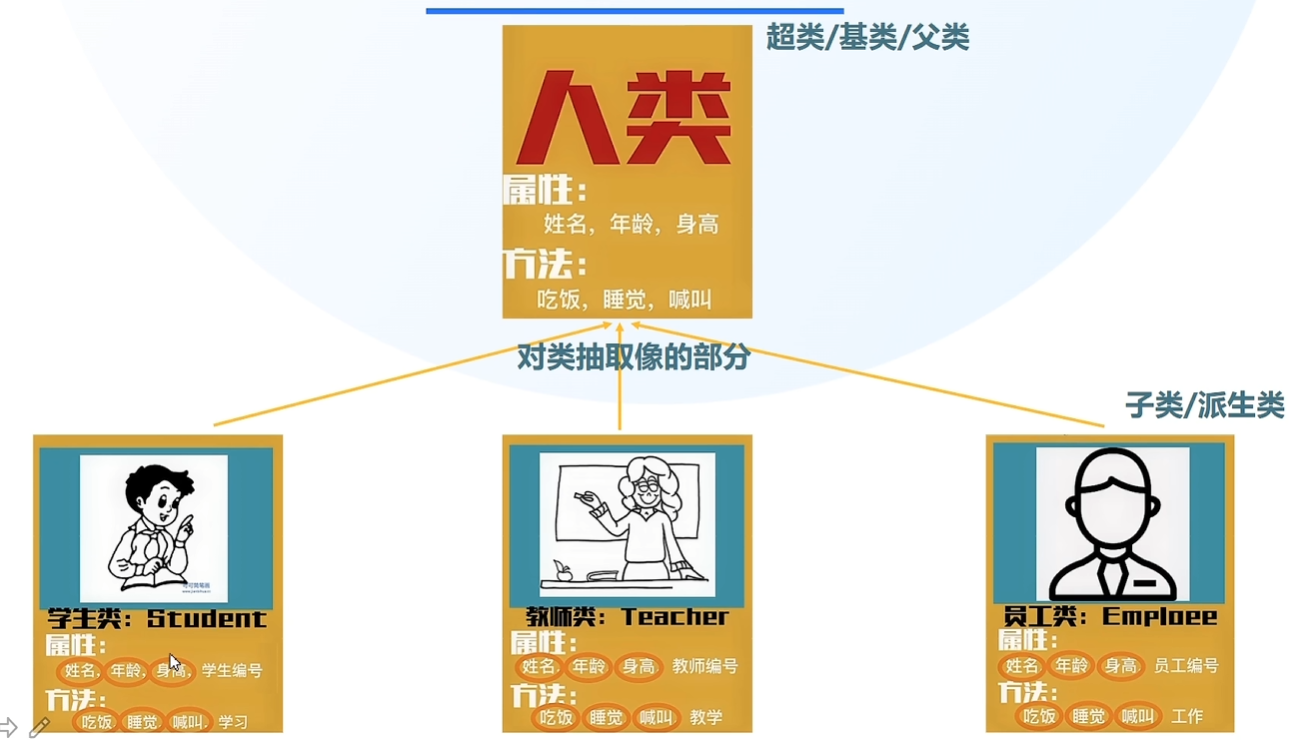 超类/基类/父类
人类
属性：
姓名，年龄，身高
方法：
吃饭，睡觉，喊叫
对类抽取像的部分
子类/派生类
学生类：Student
属性：
姓名，年龄，身高，学生编号
方法：
吃饭，睡觉，喊叫，学习
教师类：Teacher
属性：
姓名，年龄，身高 教师编号
方法：
吃饭，睡觉，喊叫 教学
员工类：Emploee
属性：
姓名，年龄，身高 员工编号
方法：
吃饭，睡觉，喊叫 工作